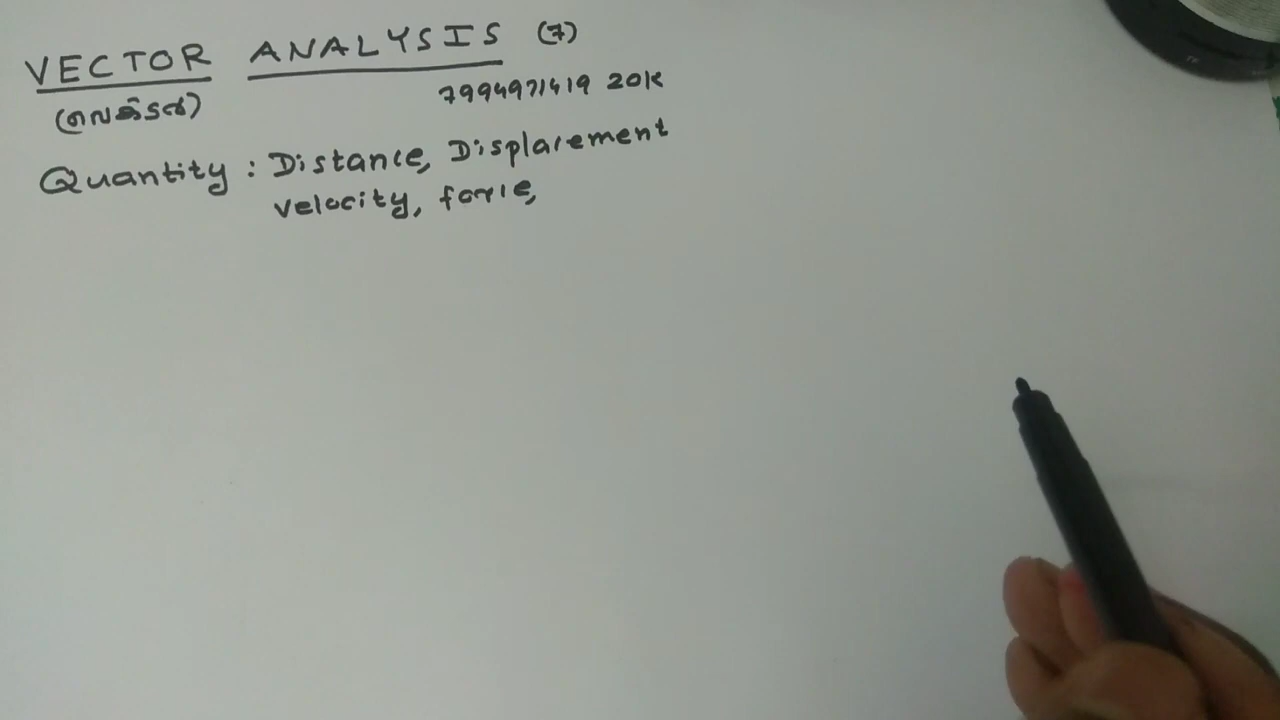 VECTOR ANALYSIS (7)
7994971419 20K
(വെക്ടർ)
Quantity : Distance, Displacement
velocity, force,